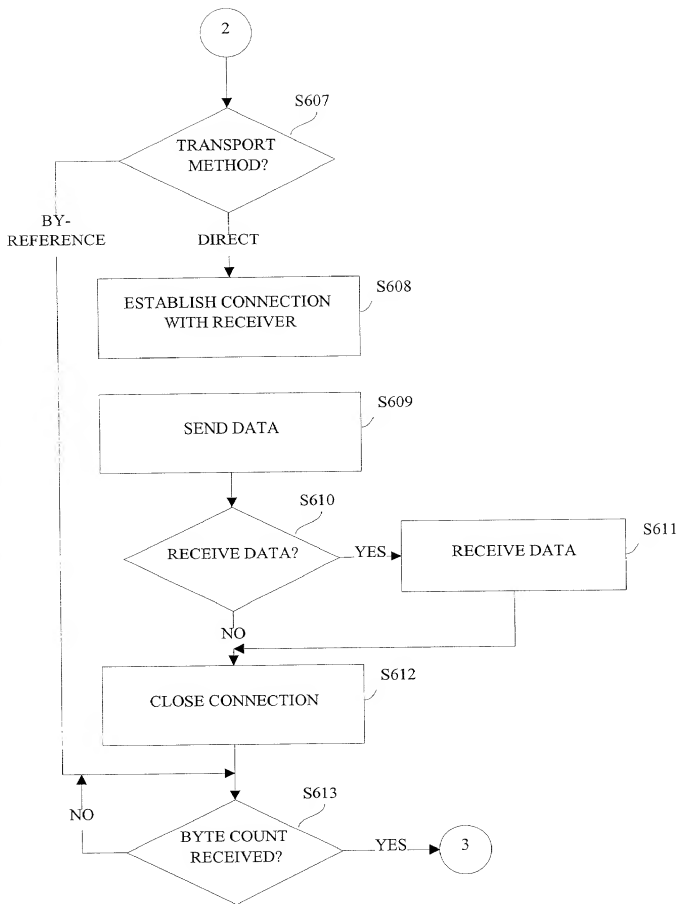 2
S607
TRANSPORT
METHOD?
BY-
REFERENCE
DIRECT
ESTABLISH CONNECTION
WITH RECEIVER
S608
SEND DATA
S609
S610
RECEIVE DATA?
YES
RECEIVE DATA
S611
NO
CLOSE CONNECTION
S612
S613
NO
BYTE COUNT
RECEIVED?
YES
3